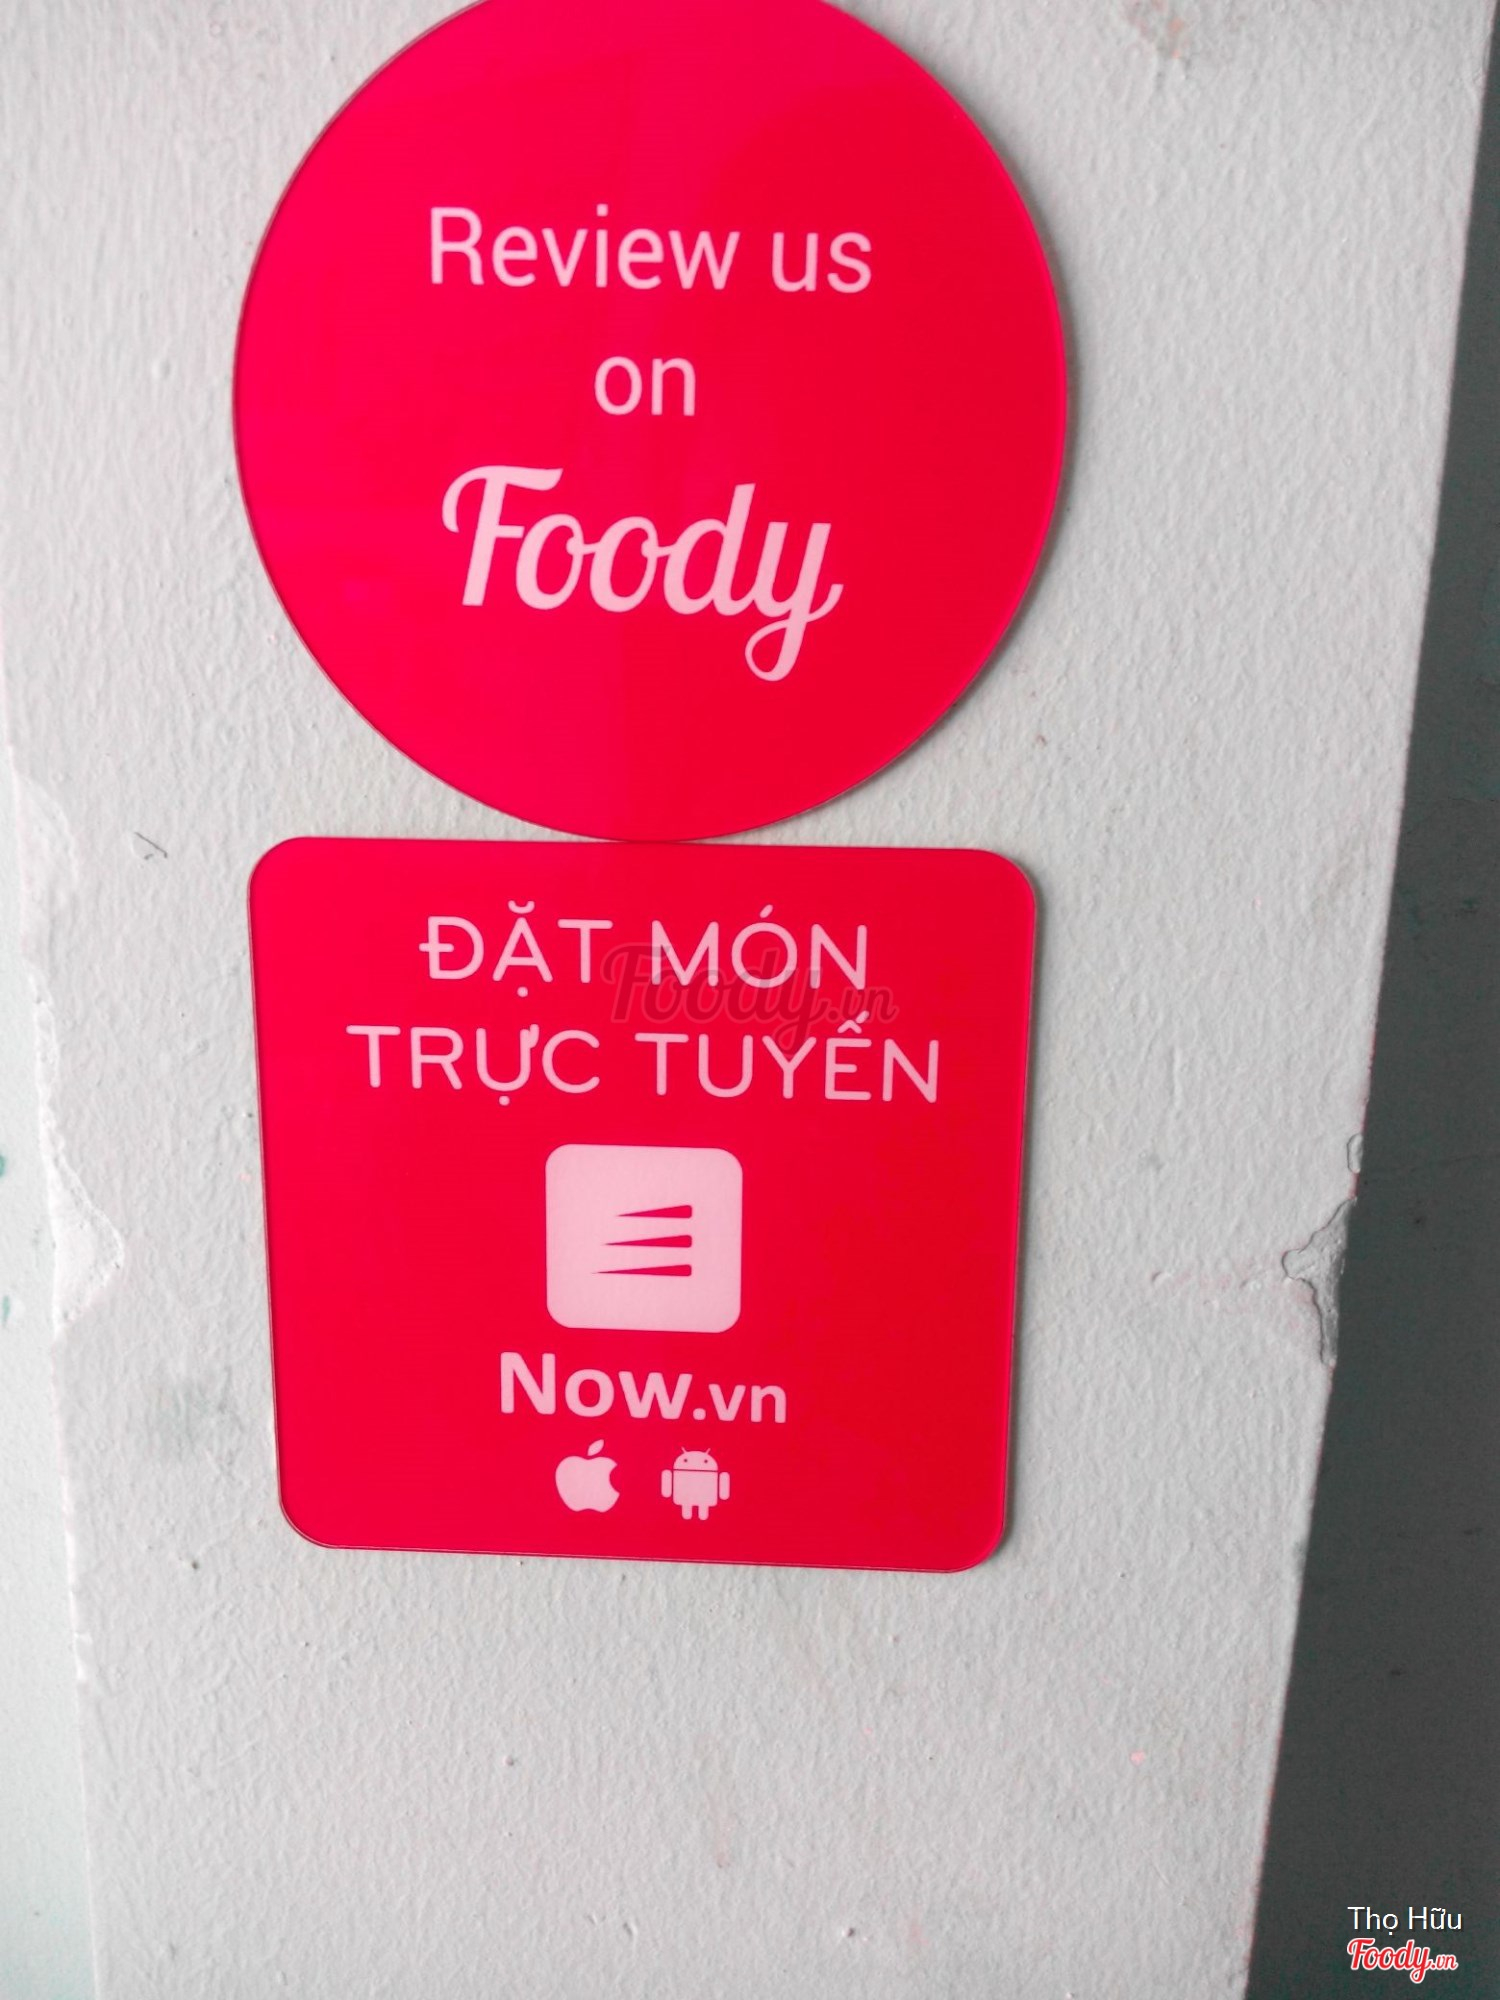 Review us
on
Foody
ĐẶT MÓN
Foody.vn
TRỰC TUYẾN
Now.vn
Thọ Hữu
Foody.vn